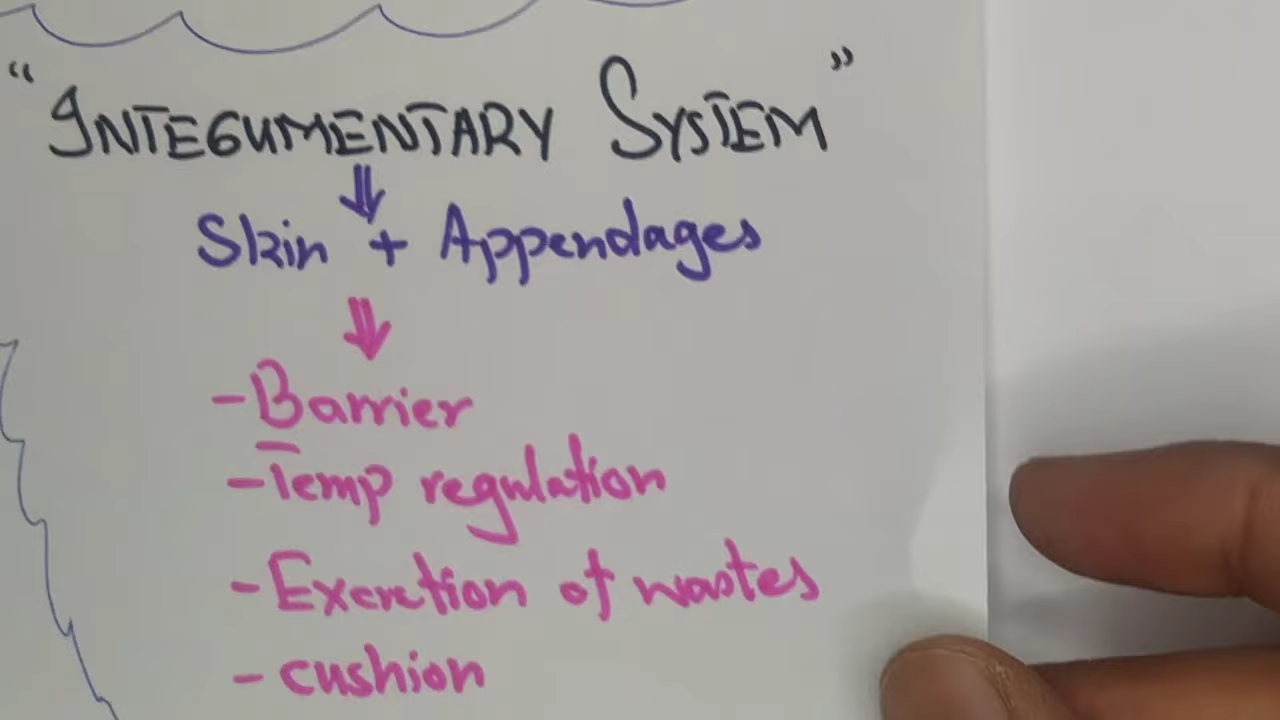 “INTEGUMENTARY SYSTEM”
Skin + Appendages
-Barrier
-Temp regulation
-Excretion of wastes
-cushion